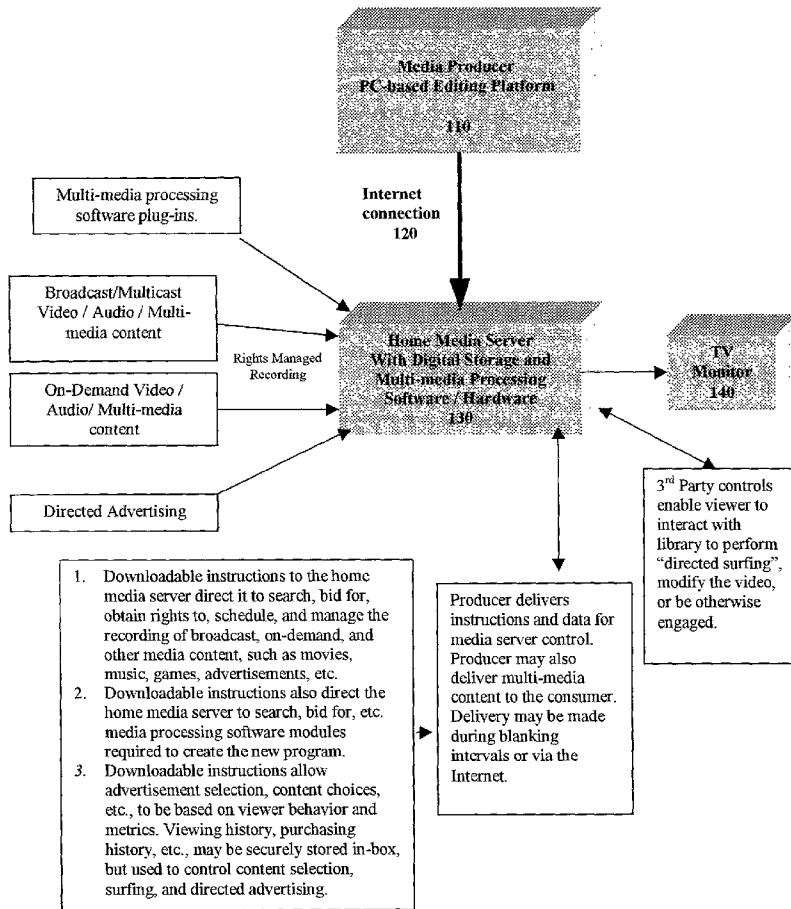 Media Producer
PC-based Editing Platform
110
Internet
connection
120
Multi-media processing
software plug-ins.
Broadcast/Multicast
Video / Audio / Multi-
media content
Rights Managed
Recording
On-Demand Video /
Audio/ Multi-media
content
Directed Advertising
Home Media Server
With Digital Storage and
Multi-media Processing
Software / Hardware
130
TV
Monitor
140
3rd Party controls
enable viewer to
interact with
library to perform
“directed surfing”,
modify the video,
or be otherwise
engaged.
1. Downloadable instructions to the home
media server direct it to search, bid for,
obtain rights to, schedule, and manage the
recording of broadcast, on-demand, and
other media content, such as movies,
music, games, advertisements, etc.
2. Downloadable instructions also direct the
home media server to search, bid for, etc.
media processing software modules
required to create the new program.
3. Downloadable instructions allow
advertisement selection, content choices,
etc., to be based on viewer behavior and
metrics. Viewing history, purchasing
history, etc., may be securely stored in-box,
but used to control content selection,
surfing, and directed advertising.
Producer delivers
instructions and data for
media server control.
Producer may also
deliver multi-media
content to the consumer.
Delivery may be made
during blanking
intervals or via the
Internet.